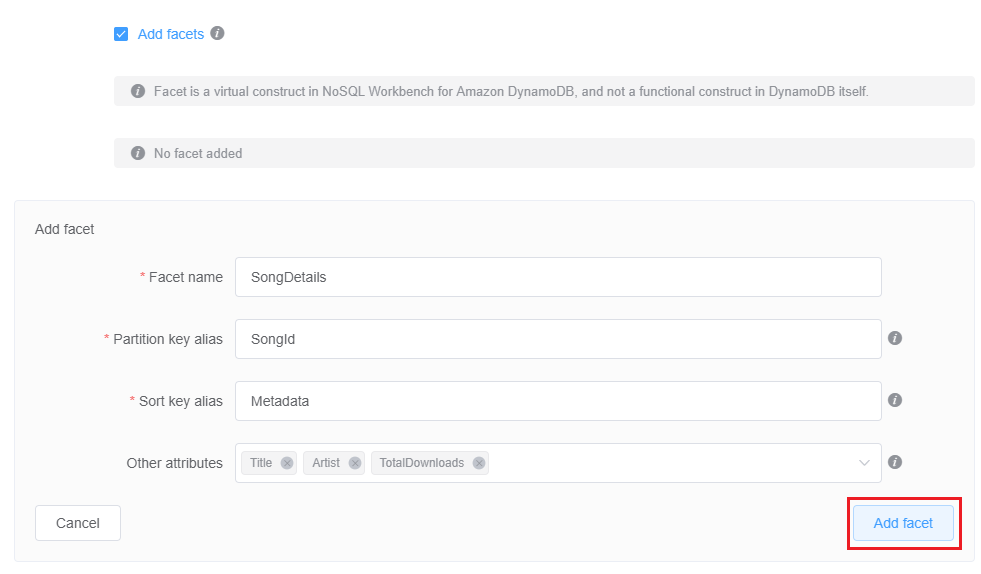 Add facets
Facet is a virtual construct in NoSQL Workbench for Amazon DynamoDB, and not a functional construct in DynamoDB itself.
No facet added
Add facet
* Facet name SongDetails
* Partition key alias SongId
* Sort key alias Metadata
Other attributes Title Artist TotalDownloads
Cancel Add facet